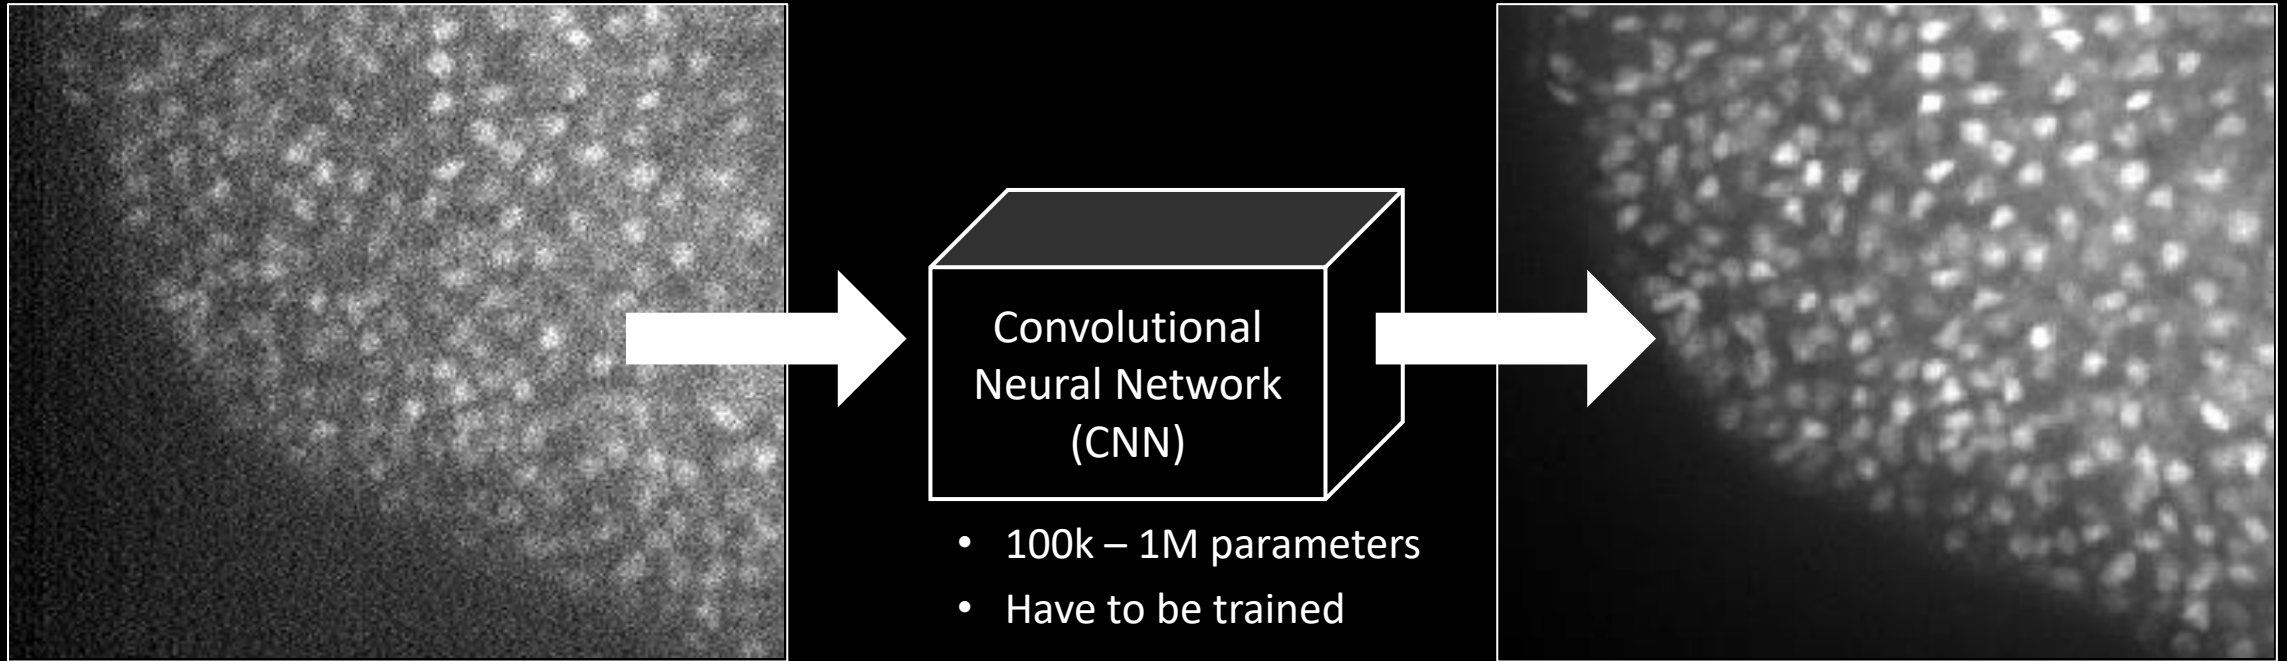 Convolutional
Neural Network
(CNN)
• 100k – 1M parameters
• Have to be trained